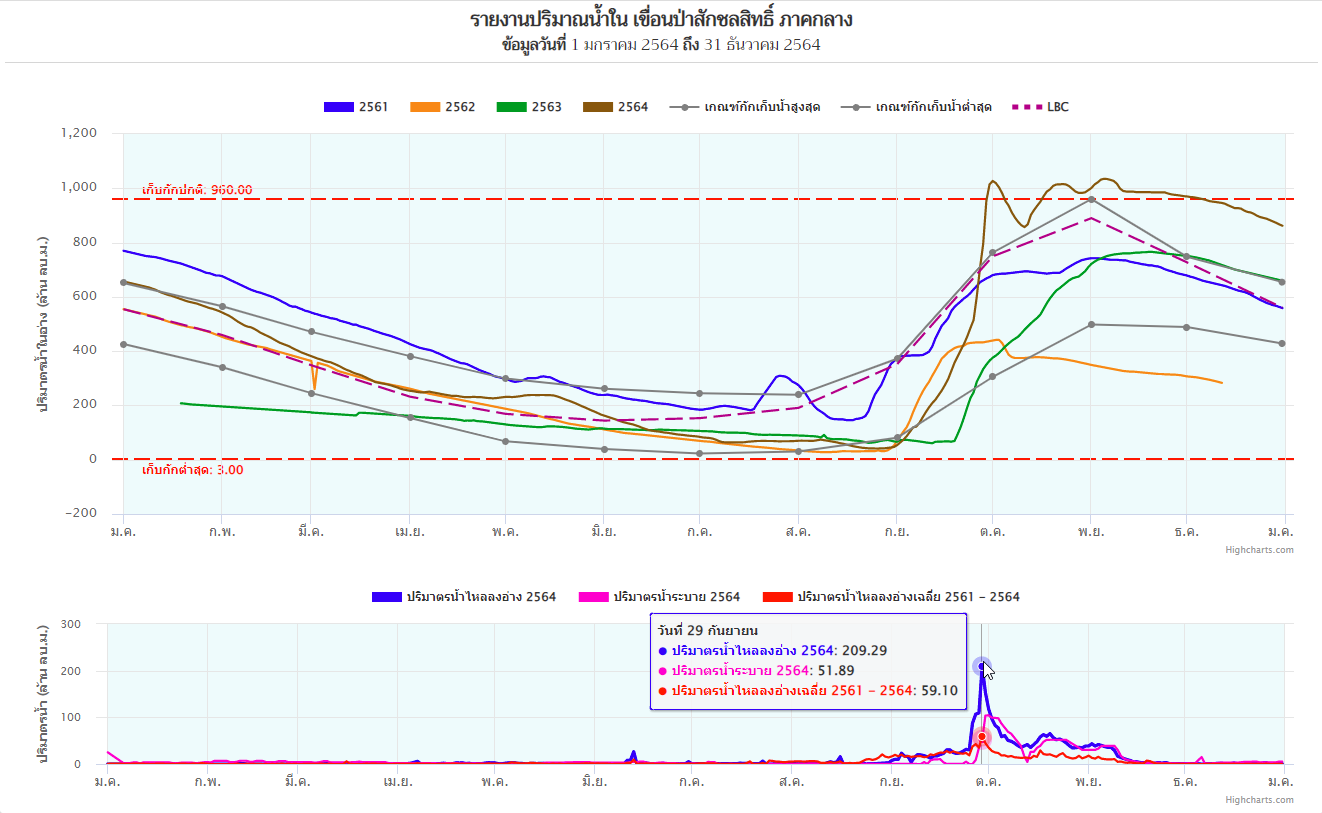 รายงานปริมาณน้ำใน เขื่อนป่าสักชลสิทธิ์ ภาคกลาง
ข้อมูลวันที่ 1 มกราคม 2564 ถึง 31 ธันวาคม 2564
2561 2562 2563 2564 เกณฑ์กักเก็บน้ำสูงสุด เกณฑ์กักเก็บน้ำต่ำสุด LBC
ปริมาตรน้ำในอ่าง (ล้าน ลบ.ม.)
1,200
1,000
800
600
400
200
0
-200
เก็บกักปกติ: 960.00
เก็บกักต่ำสุด: 3.00
ม.ค. ก.พ. มี.ค. เม.ย. พ.ค. มิ.ย. ก.ค. ส.ค. ก.ย. ต.ค. พ.ย. ธ.ค. ม.ค.
Highcharts.com
ปริมาตรน้ำไหลลงอ่าง 2564 ปริมาตรน้ำระบาย 2564 ปริมาตรน้ำไหลลงอ่างเฉลี่ย 2561 - 2564
ปริมาตรน้ำ (ล้าน ลบ.ม.)
300
200
100
0
วันที่ 29 กันยายน
● ปริมาตรน้ำไหลลงอ่าง 2564: 209.29
● ปริมาตรน้ำระบาย 2564: 51.89
● ปริมาตรน้ำไหลลงอ่างเฉลี่ย 2561 - 2564: 59.10
ม.ค. ก.พ. มี.ค. เม.ย. พ.ค. มิ.ย. ก.ค. ส.ค. ก.ย. ต.ค. พ.ย. ธ.ค. ม.ค.
Highcharts.com